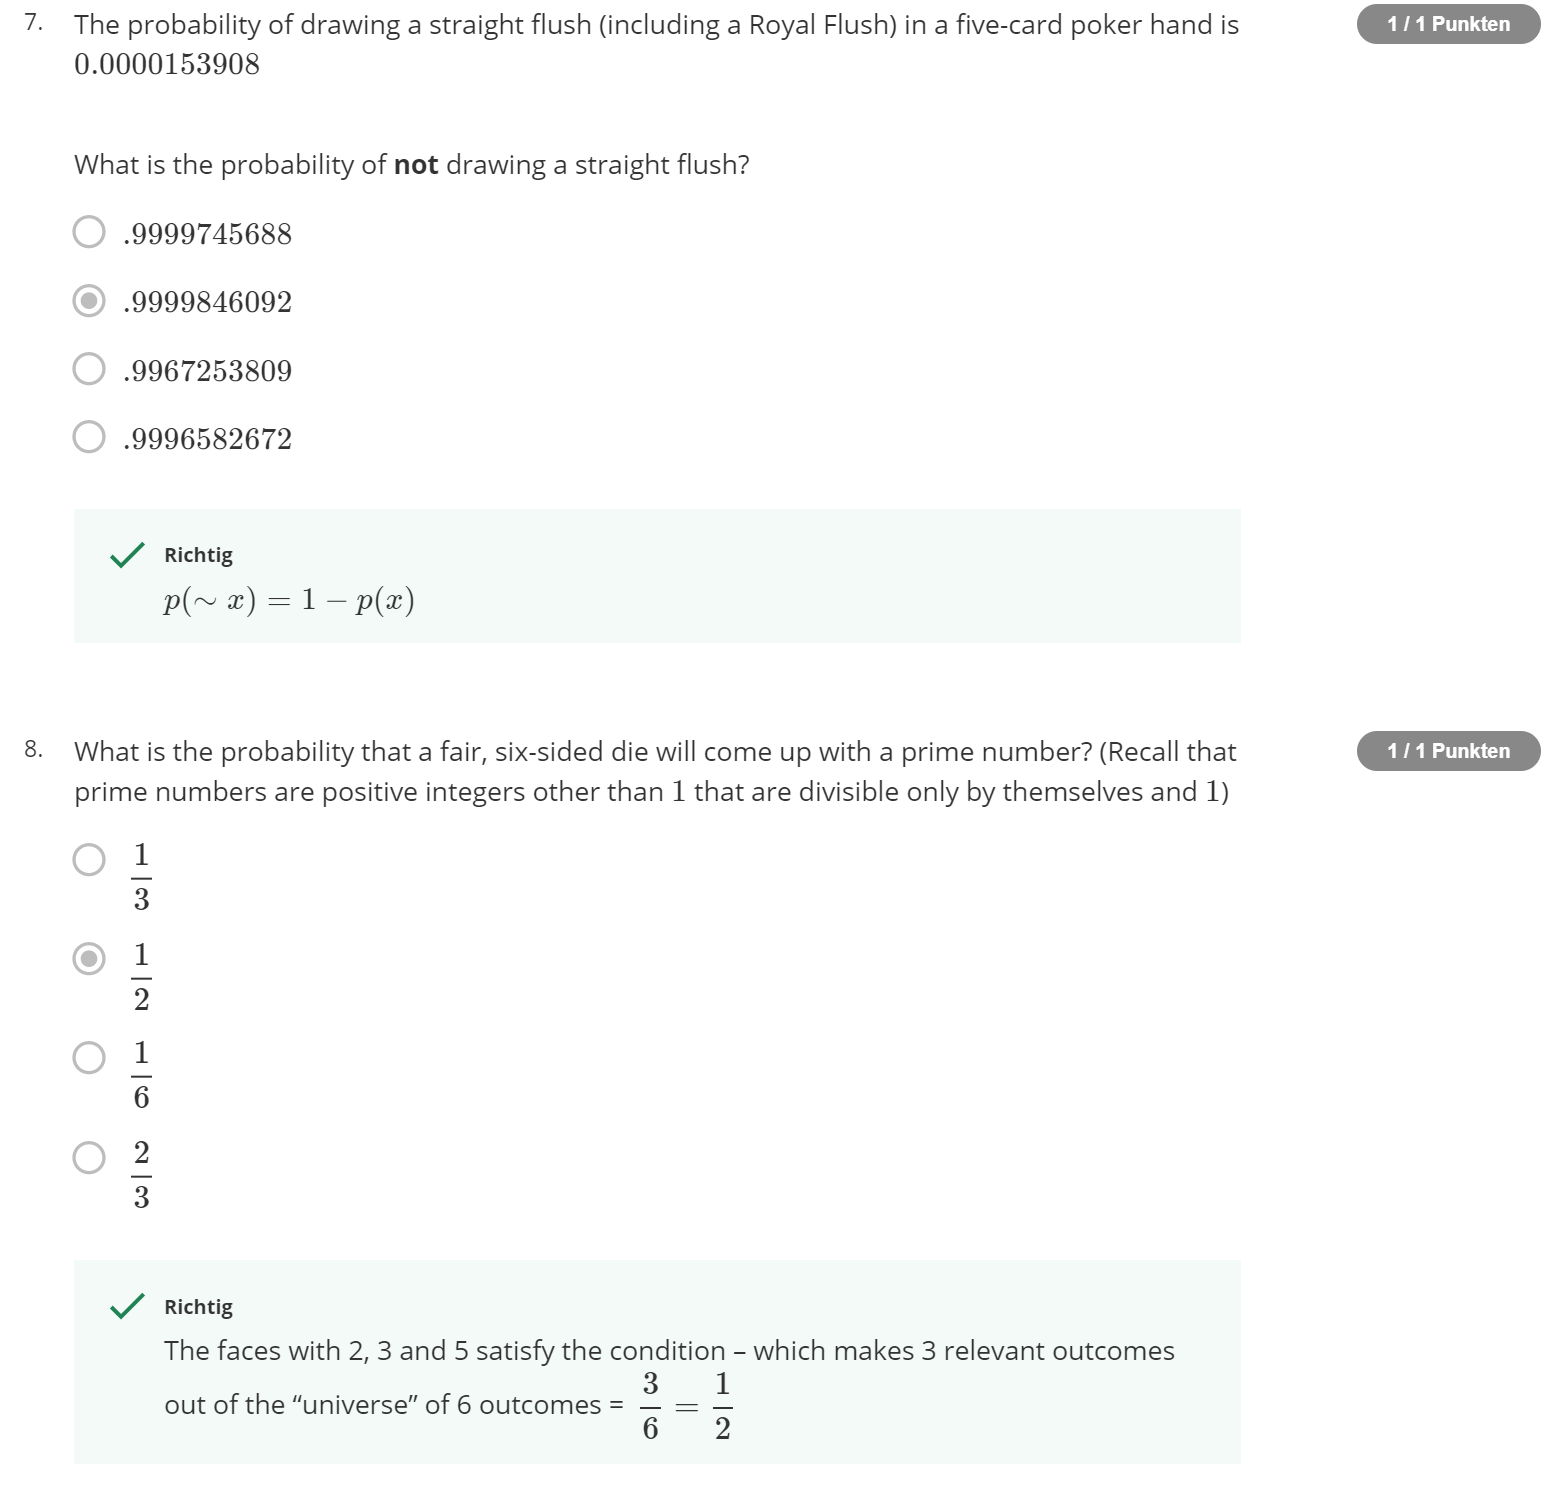 7. The probability of drawing a straight flush (including a Royal Flush) in a five-card poker hand is
1 / 1 Punkten
0.0000153908
What is the probability of not drawing a straight flush?
.9999745688
.9999846092
.9967253809
.9996582672
Richtig
p(∼ x) = 1 − p(x)
8. What is the probability that a fair, six-sided die will come up with a prime number? (Recall that
1 / 1 Punkten
prime numbers are positive integers other than 1 that are divisible only by themselves and 1)
1/3
1/2
1/6
2/3
Richtig
The faces with 2, 3 and 5 satisfy the condition – which makes 3 relevant outcomes
out of the “universe” of 6 outcomes = 3/6 = 1/2